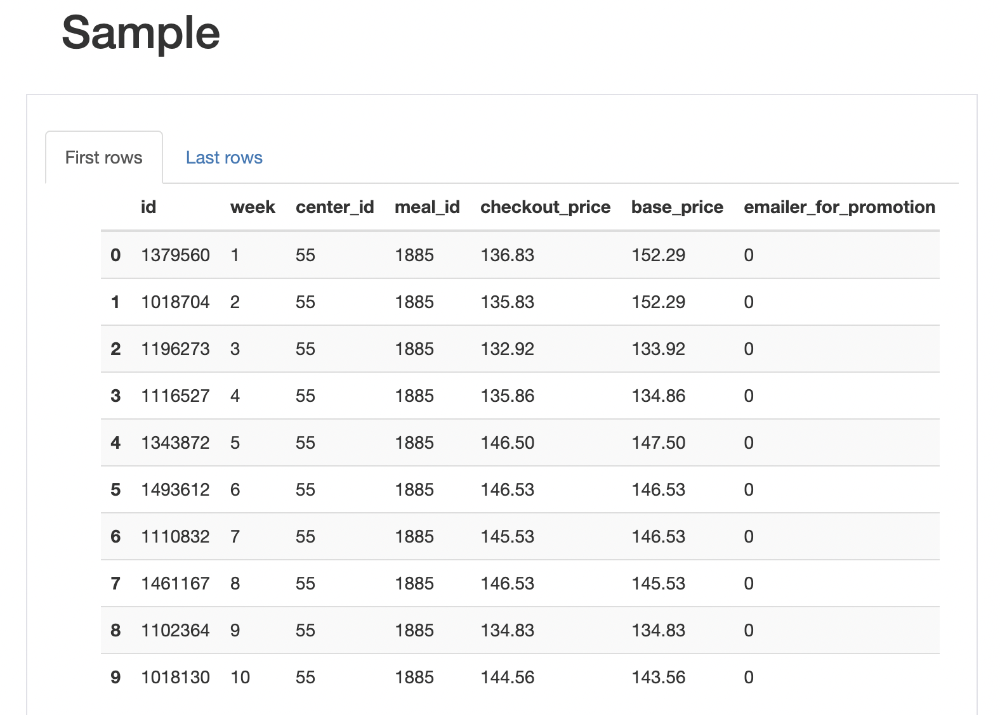 Sample
First rows Last rows
id week center_id meal_id checkout_price base_price emailer_for_promotion
0 1379560 1 55 1885 136.83 152.29 0
1 1018704 2 55 1885 135.83 152.29 0
2 1196273 3 55 1885 132.92 133.92 0
3 1116527 4 55 1885 135.86 134.86 0
4 1343872 5 55 1885 146.50 147.50 0
5 1493612 6 55 1885 146.53 146.53 0
6 1110832 7 55 1885 145.53 146.53 0
7 1461167 8 55 1885 146.53 145.53 0
8 1102364 9 55 1885 134.83 134.83 0
9 1018130 10 55 1885 144.56 143.56 0